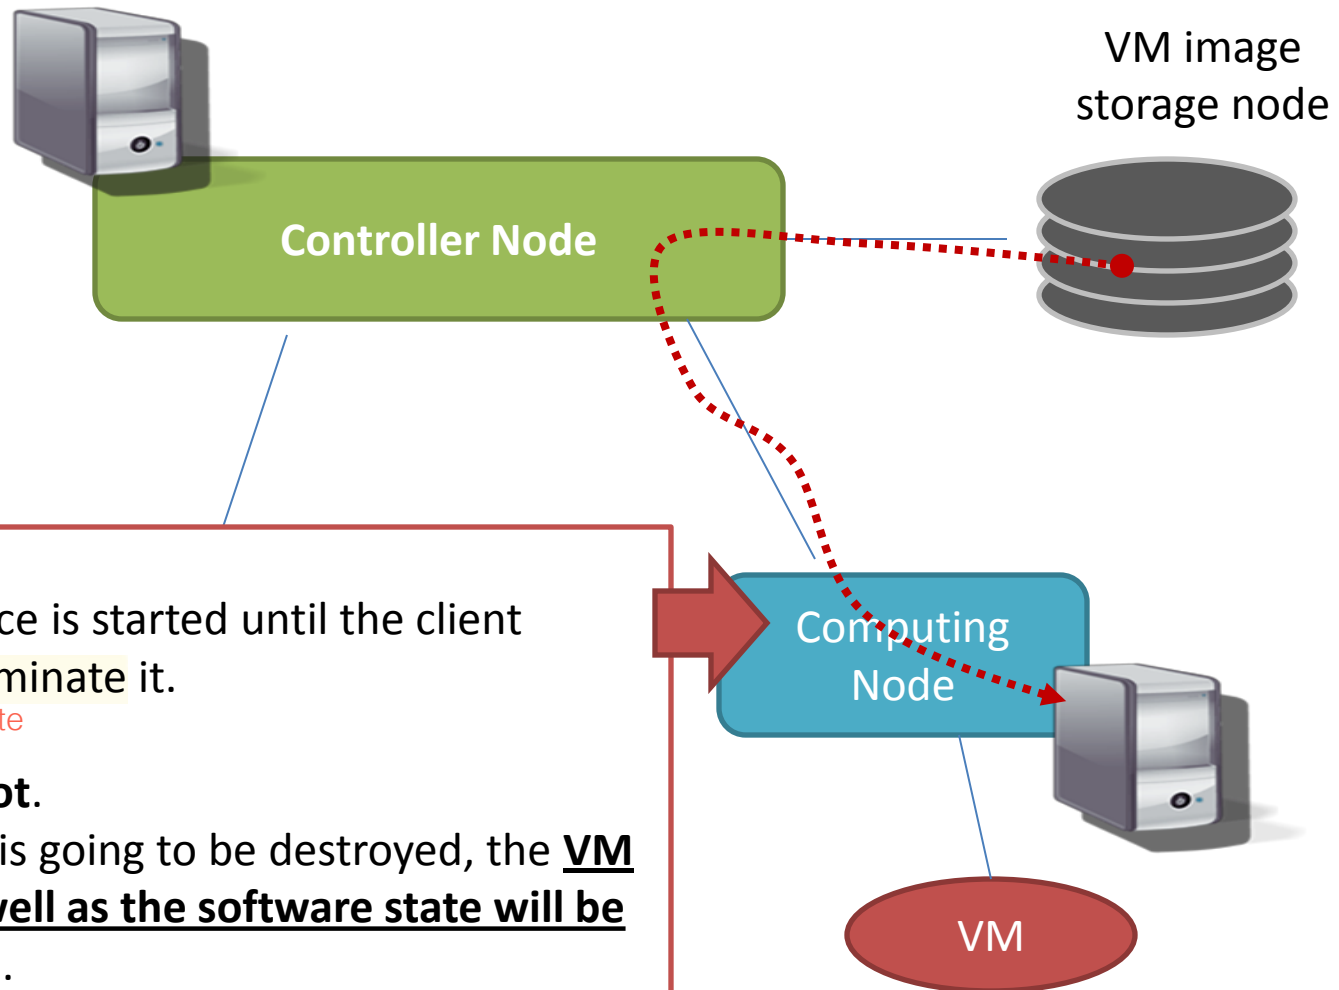 VM image
storage node
Controller Node
ce is started until the client
minate it.
te
ot.
is going to be destroyed, the VM
well as the software state will be
.
Computing
Node
VM